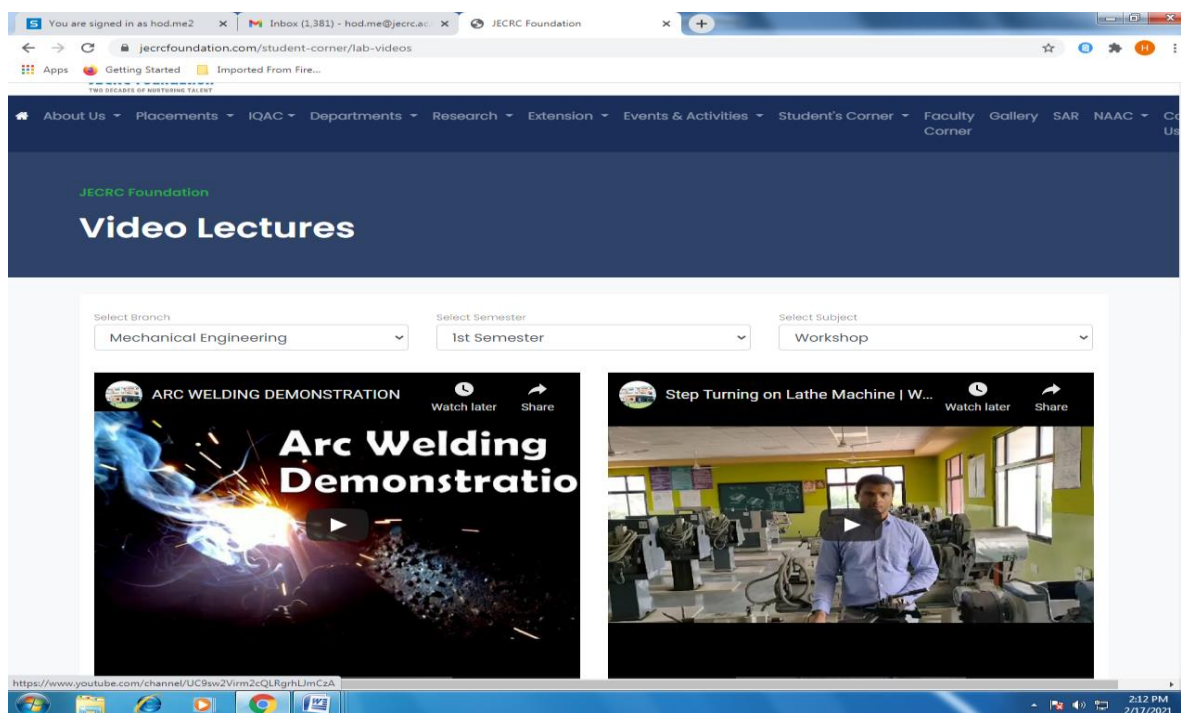 You are signed in as hod.me2
Inbox (1,381) - hod.me@jecrc.ac.
JECRC Foundation
jecrcfoundation.com/student-corner/lab-videos
H
Apps
Getting Started
Imported From Fire...
TWO DECADES OF NURTURING TALENT
About Us
Placements
IQAC
Departments
Research
Extension
Events & Activities
Student's Corner
Faculty
Corner
Gallery
SAR
NAAC
Co
Us
JECRC Foundation
Video Lectures
Select Branch
Select Semester
Select Subject
Mechanical Engineering
1st Semester
Workshop
ARC WELDING DEMONSTRATION
Watch later
Share
Arc Welding
Demonstratio
Step Turning on Lathe Machine | W...
Watch later
Share
https://www.youtube.com/channel/UC9sw2Virm2cQLRgrhLJmCzA
2:12 PM
2/17/2021